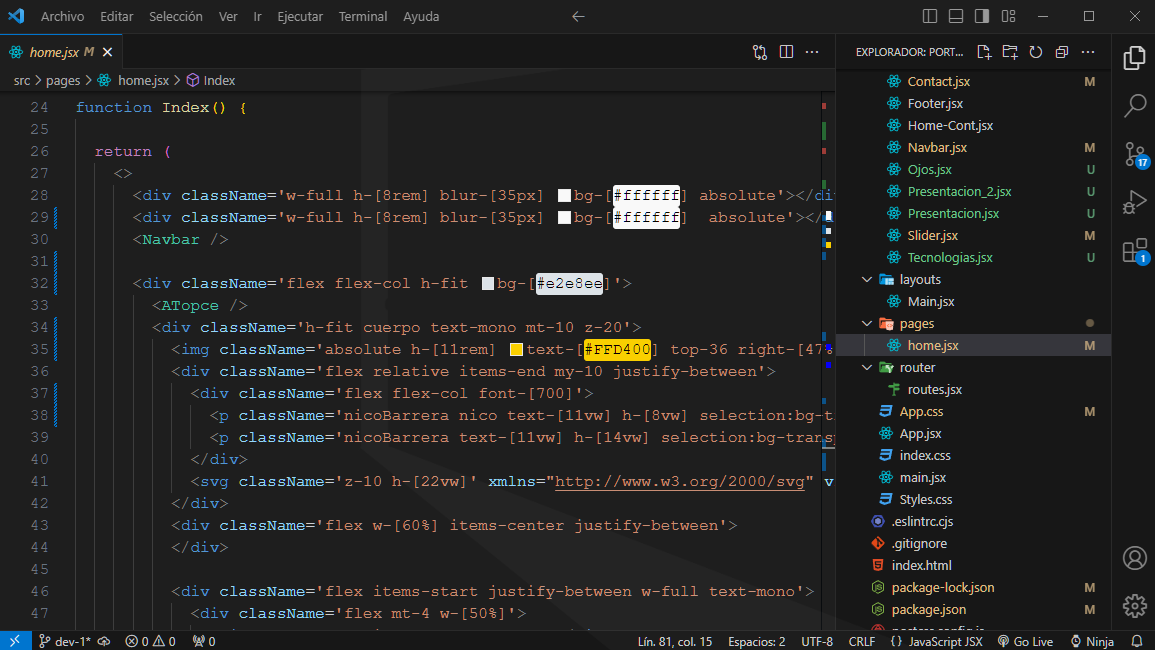 Archivo Editar Selección Ver Ir Ejecutar Terminal Ayuda
home.jsx M
EXPLORADOR: PORT...
src > pages > home.jsx > Index
24 function Index() {
25
26 return (
27 <>
28 <div className='w-full h-[8rem] blur-[35px] bg-[#ffffff] absolute'></di
29 <div className='w-full h-[8rem] blur-[35px] bg-[#ffffff]  absolute'></
30 <Navbar />
31
32 <div className='flex flex-col h-fit bg-[#e2e8ee]'>
33 <ATopce />
34 <div className='h-fit cuerpo text-mono mt-10 z-20'>
35 <img className='absolute h-[11rem] text-[#FFD400] top-36 right-[47%
36 <div className='flex relative items-end my-10 justify-between'>
37 <div className='flex flex-col font-[700]'>
38 <p className='nicoBarrera nico text-[11vw] h-[8vw] selection:bg-t
39 <p className='nicoBarrera text-[11vw] h-[14vw] selection:bg-transp
40 </div>
41 <svg className='z-10 h-[22vw]' xmlns="http://www.w3.org/2000/svg" v
42 </div>
43 <div className='flex w-[60%] items-center justify-between'>
44 </div>
45
46 <div className='flex items-start justify-between w-full text-mono'>
47 <div className='flex mt-4 w-[50%]'>
Contact.jsx M
Footer.jsx
Home-Cont.jsx
Navbar.jsx M
Ojos.jsx U
Presentacion_2.jsx U
Presentacion.jsx U
Slider.jsx M
Tecnologias.jsx U
layouts
Main.jsx
pages
home.jsx M
router
routes.jsx
App.css M
App.jsx
index.css
main.jsx
Styles.css
.eslintrc.cjs
.gitignore
index.html
package-lock.json M
package.json M
17
1
dev-1* 0 0 0 Lín. 81, col. 15 Espacios: 2 UTF-8 CRLF {} JavaScript JSX Go Live Ninja